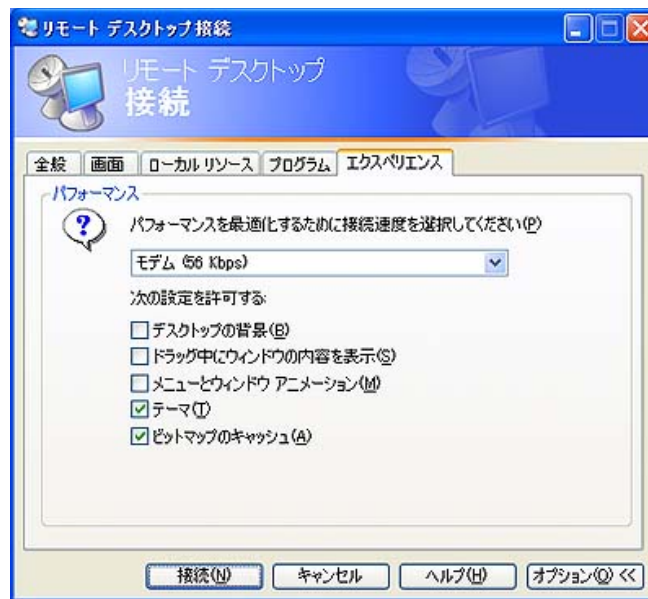 リモート デスクトップ接続
リモート デスクトップ
接続
全般 画面 ローカル リソース プログラム エクスペリエンス
パフォーマンス
パフォーマンスを最適化するために接続速度を選択してください(P)
モデム (56 Kbps)
次の設定を許可する:
デスクトップの背景(B)
ドラッグ中にウィンドウの内容を表示(S)
メニューとウィンドウ アニメーション(M)
テーマ(T)
ビットマップのキャッシュ(A)
接続(N) キャンセル ヘルプ(H) オプション(O) <<